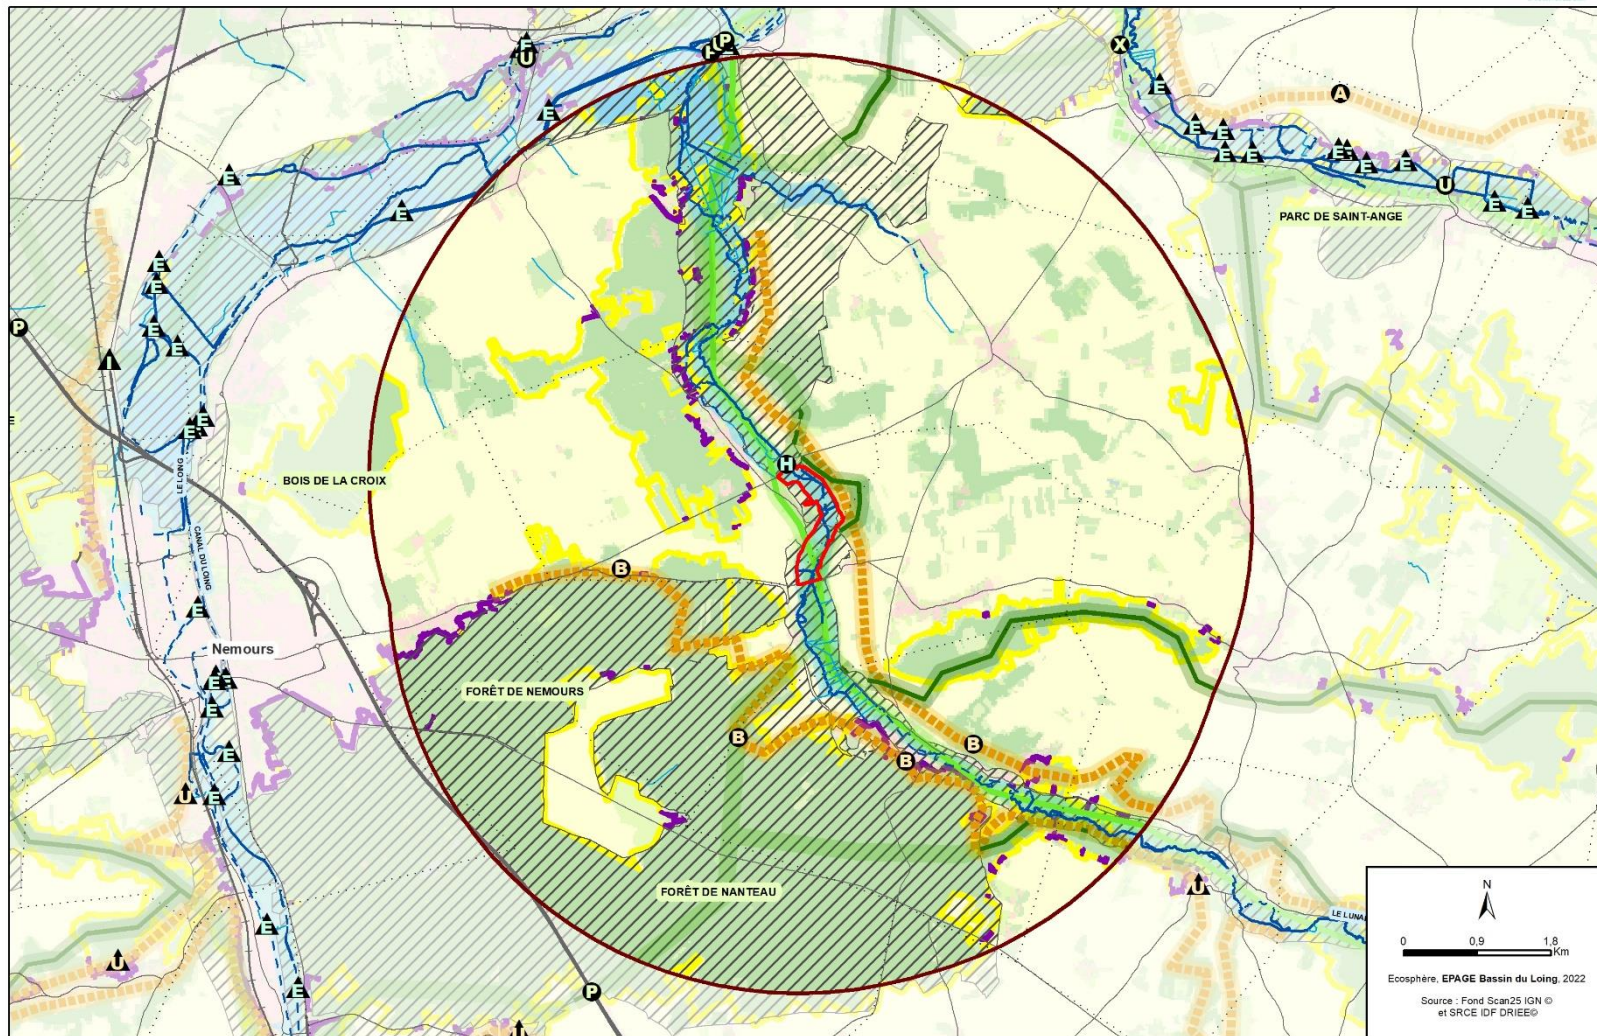 H
P
E
U
X
E
A
E
E
E
E
E
E
E
E
E
E
E
U
E
E
PARC DE SAINT-ANGE
E
E
E
E
P
I
E
E
E
LE LONG
H
BOIS DE LA CROIX
CANAL DU LOING
B
E
Nemours
E
E
FORÊT DE NEMOURS
E
B
B
E
B
U
E
FORÊT DE NANTEAU
U
LE LUNAI
E
U
E
P
N
0 0,9 1,8
Km
Ecosphère, EPAGE Bassin du Loing, 2022
Source : Fond Scan25 IGN ©
et SRCE IDF DRIEE©